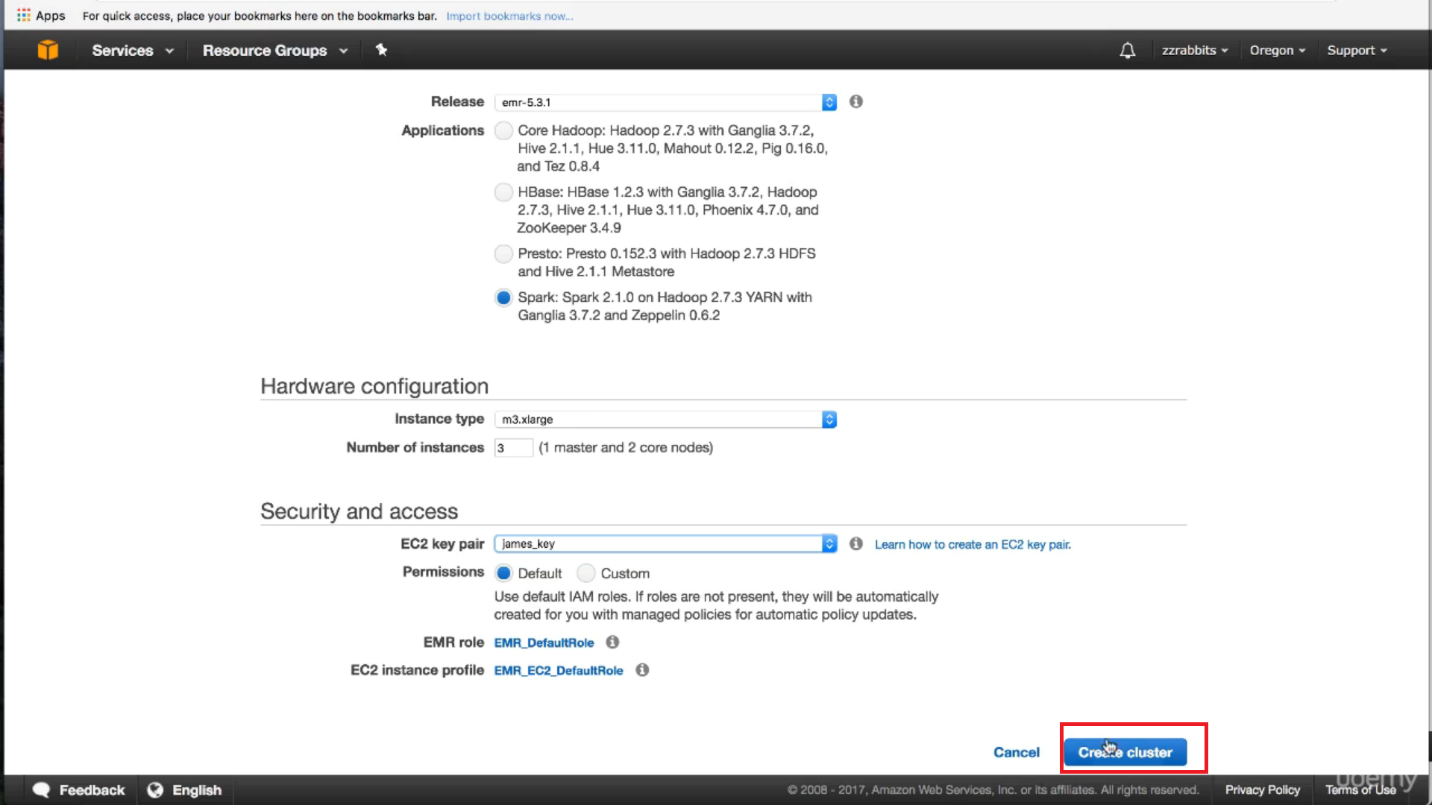 Apps For quick access, place your bookmarks here on the bookmarks bar. Import bookmarks now...
Services Resource Groups zzrabbits Oregon Support
Release emr-5.3.1
Applications Core Hadoop: Hadoop 2.7.3 with Ganglia 3.7.2,
Hive 2.1.1, Hue 3.11.0, Mahout 0.12.2, Pig 0.16.0,
and Tez 0.8.4
HBase: HBase 1.2.3 with Ganglia 3.7.2, Hadoop
2.7.3, Hive 2.1.1, Hue 3.11.0, Phoenix 4.7.0, and
ZooKeeper 3.4.9
Presto: Presto 0.152.3 with Hadoop 2.7.3 HDFS
and Hive 2.1.1 Metastore
Spark: Spark 2.1.0 on Hadoop 2.7.3 YARN with
Ganglia 3.7.2 and Zeppelin 0.6.2
Hardware configuration
Instance type m3.xlarge
Number of instances 3 (1 master and 2 core nodes)
Security and access
EC2 key pair james_key Learn how to create an EC2 key pair.
Permissions Default Custom
Use default IAM roles. If roles are not present, they will be automatically
created for you with managed policies for automatic policy updates.
EMR role EMR_DefaultRole
EC2 instance profile EMR_EC2_DefaultRole
Cancel Create cluster
Feedback English © 2008 - 2017, Amazon Web Services, Inc. or its affiliates. All rights reserved. Privacy Policy Terms of Use
udemy